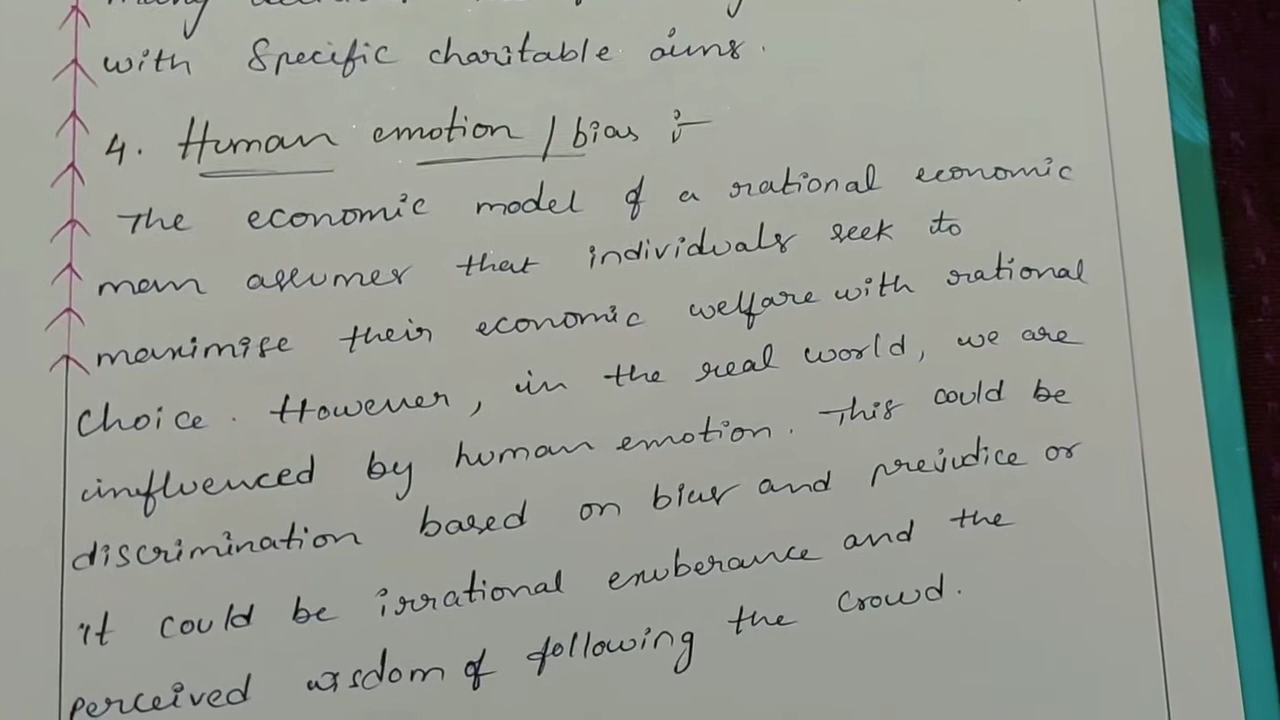 with Specific charitable aims.
4. Human emotion / bias :-
The economic model of a rational economic
man assumes that individuals seek to
maximise their economic welfare with rational
choice. However, in the real world, we are
influenced by human emotion. This could be
discrimination based on bias and prejudice or
it could be irrational exuberance and the
perceived wisdom of following the crowd.